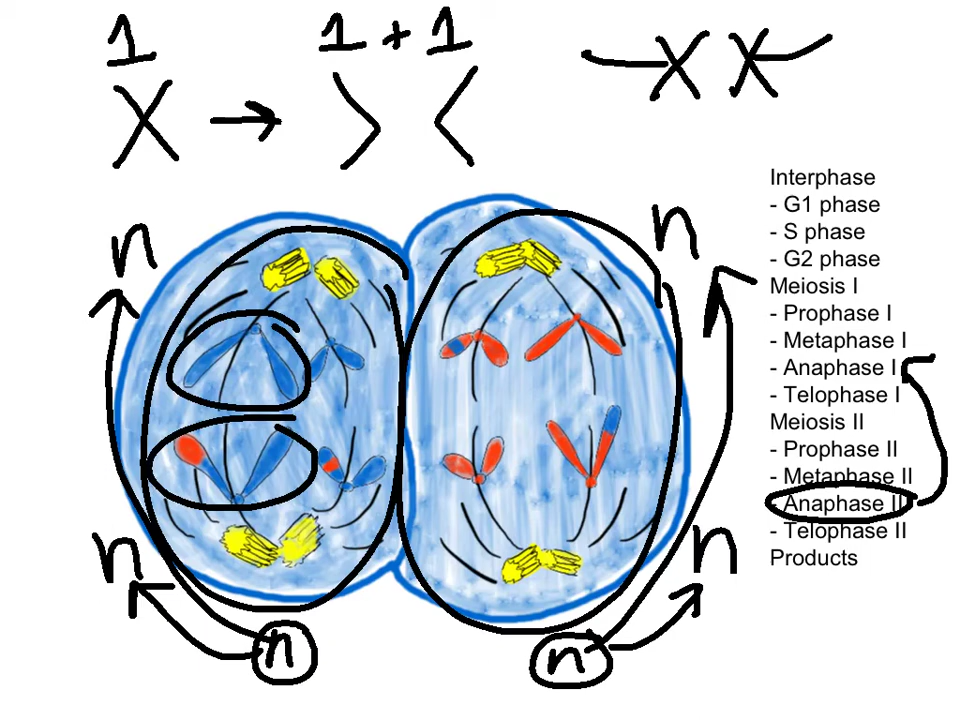 1
1 + 1
X → > <
X X
n
n
Interphase
- G1 phase
- S phase
- G2 phase
Meiosis I
- Prophase I
- Metaphase I
- Anaphase I
- Telophase I
Meiosis II
- Prophase II
- Metaphase II
- Anaphase II
- Telophase II
Products
n
n
n
n